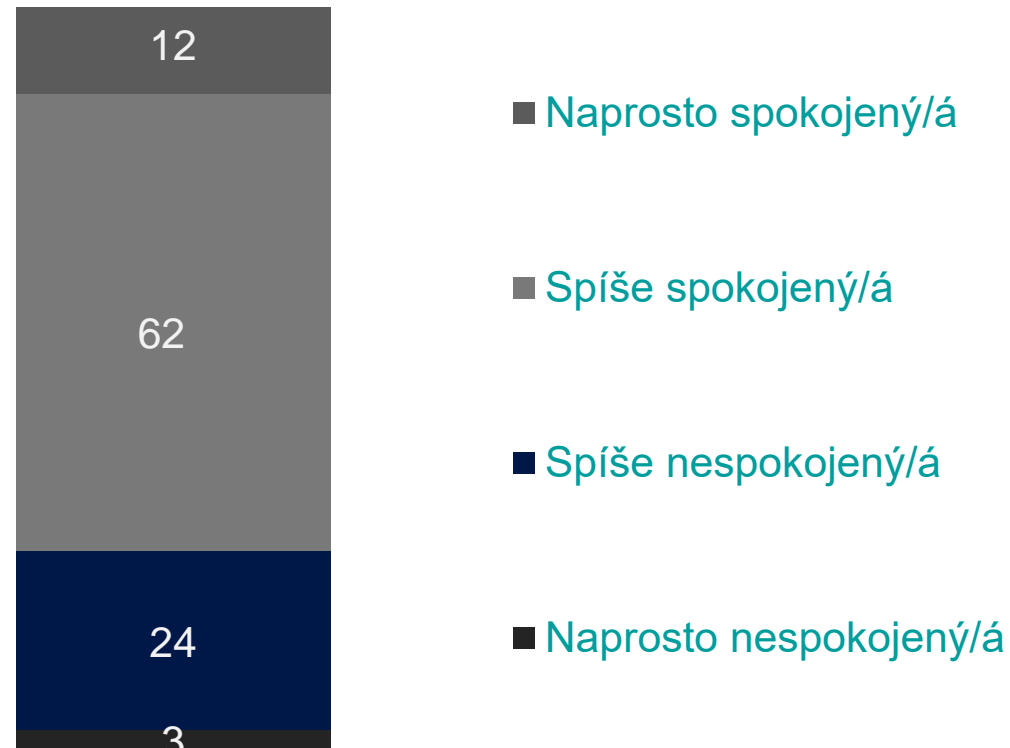 12
Naprosto spokojený/á
Spíše spokojený/á
62
Spíše nespokojený/á
24
Naprosto nespokojený/á
3